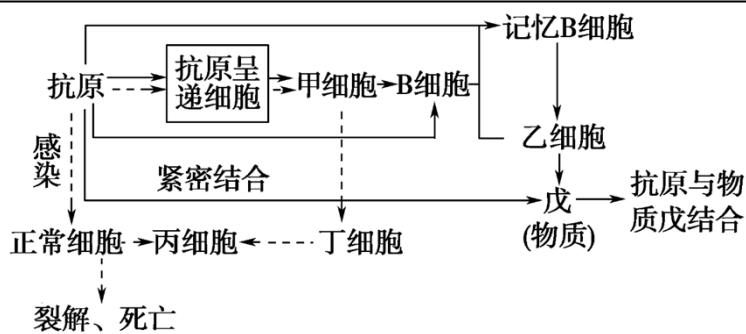 记忆B细胞
抗原
抗原呈
递细胞
甲细胞
B细胞
感染
乙细胞
紧密结合
戊
(物质)
抗原与物
质戊结合
正常细胞
丙细胞
丁细胞
裂解、死亡